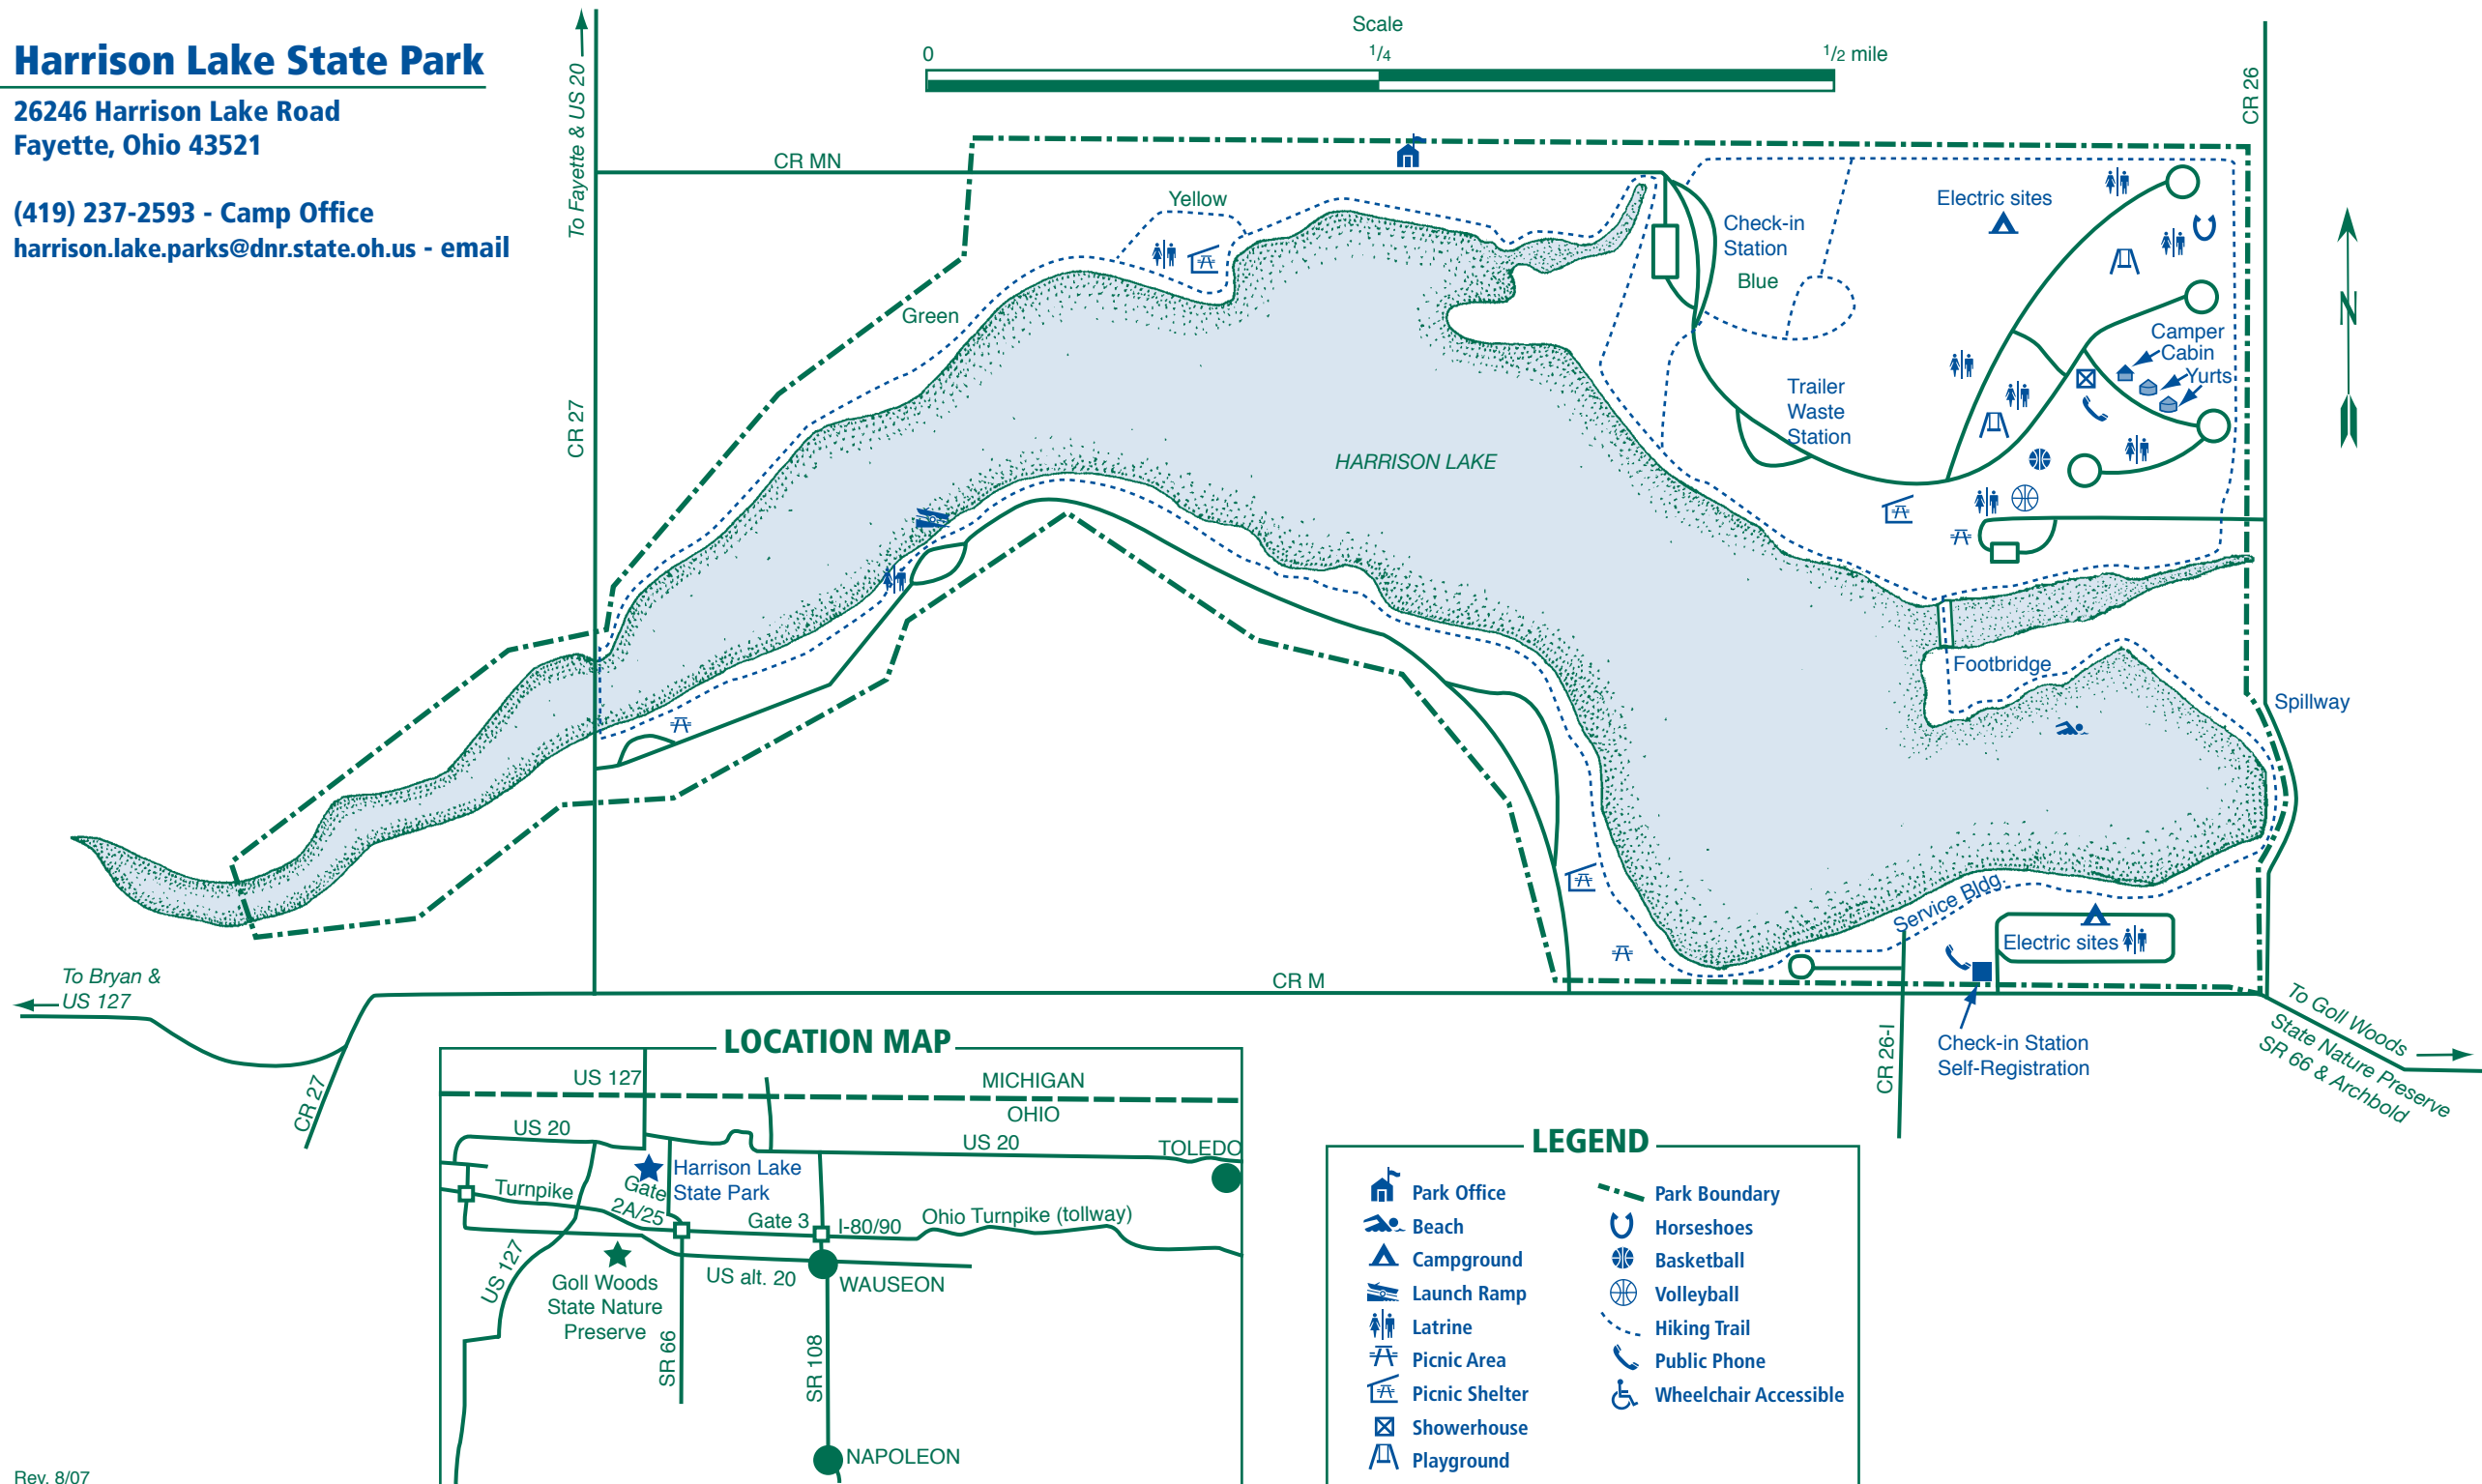 Harrison Lake State Park
26246 Harrison Lake Road
Fayette, Ohio 43521
(419) 237-2593 - Camp Office
harrison.lake.parks@dnr.state.oh.us - email
To Fayette & US 20
Scale
0
1/4
1/2 mile
CR 26
CR MN
Yellow
Green
Check-in
Station
Blue
Electric sites
Camper
Cabin
Yurts
Trailer
Waste
Station
N
CR 27
HARRISON LAKE
Footbridge
Spillway
Service Bldg.
Electric sites
To Bryan &
US 127
CR 27
CR M
CR 26-I
Check-in Station
Self-Registration
To Goll Woods
State Nature Preserve
SR 66 & Archbold
LOCATION MAP
US 127
MICHIGAN
OHIO
US 20
US 20
TOLEDO
Harrison Lake
State Park
Turnpike
Gate
2A/25
Gate 3
I-80/90
Ohio Turnpike (tollway)
US 127
Goll Woods
State Nature
Preserve
US alt. 20
WAUSEON
SR 66
SR 108
NAPOLEON
LEGEND
Park Office
Beach
Campground
Launch Ramp
Latrine
Picnic Area
Picnic Shelter
Showerhouse
Playground
Park Boundary
Horseshoes
Basketball
Volleyball
Hiking Trail
Public Phone
Wheelchair Accessible
Rev. 8/07